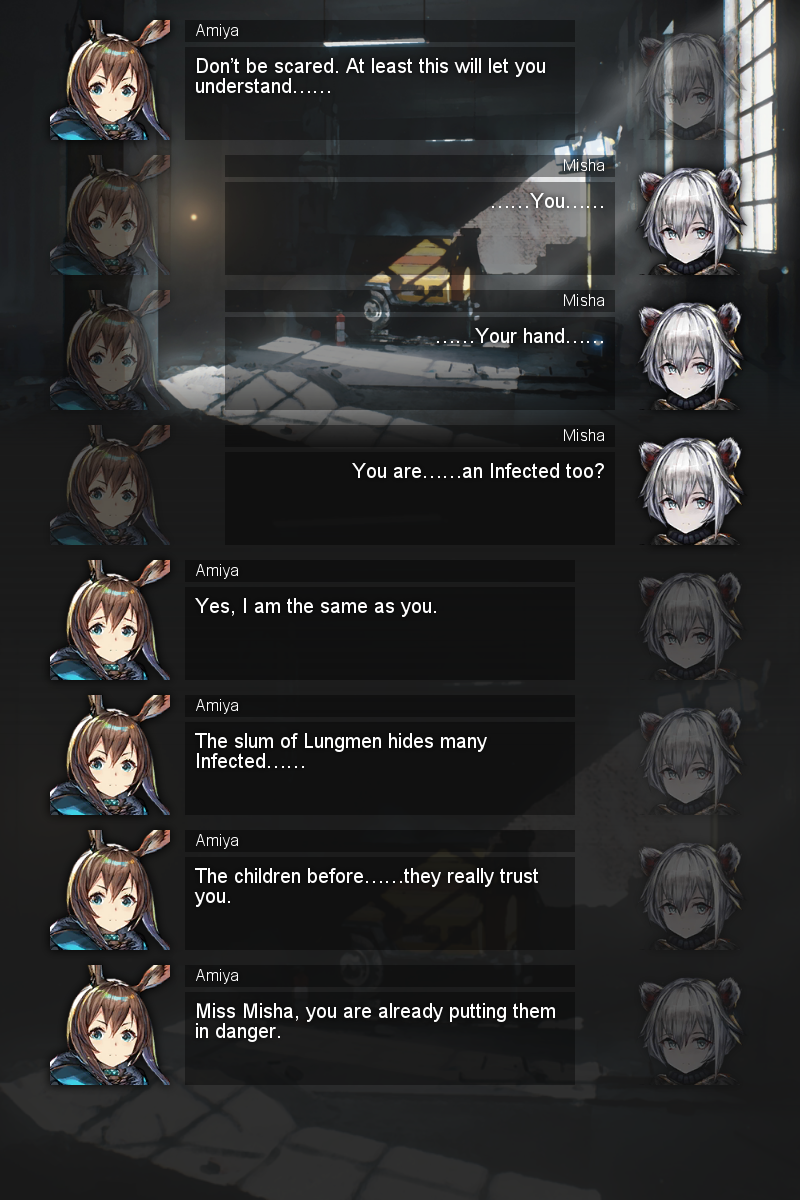 Amiya
Don't be scared. At least this will let you
understand……
Misha
……You……
Misha
……Your hand……
Misha
You are……an Infected too?
Amiya
Yes, I am the same as you.
Amiya
The slum of Lungmen hides many
Infected……
Amiya
The children before……they really trust
you.
Amiya
Miss Misha, you are already putting them
in danger.